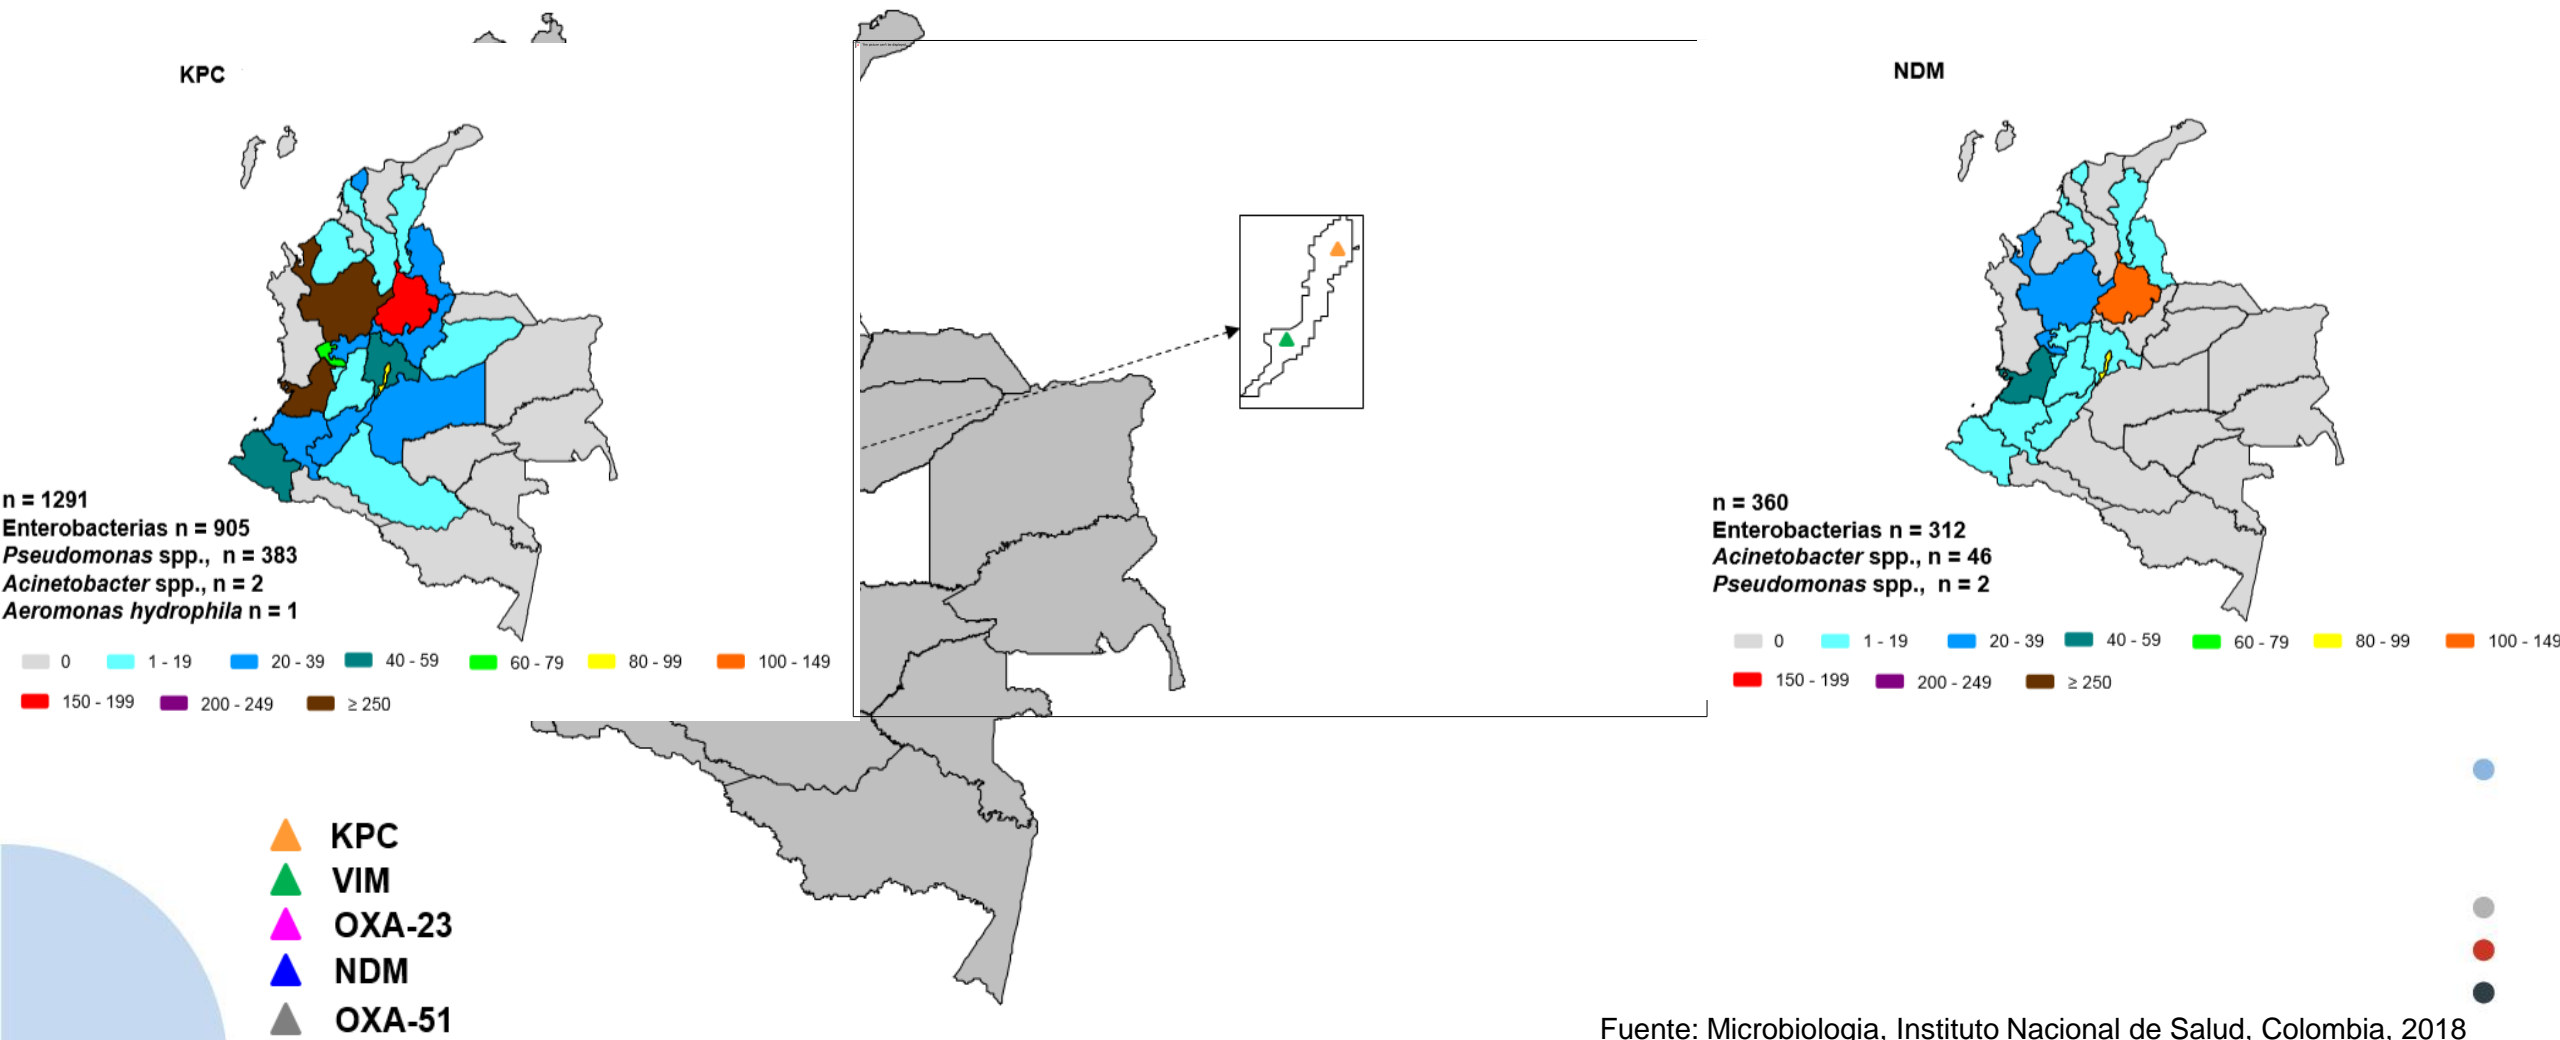 KPC
n = 1291
Enterobacterias n = 905
Pseudomonas spp., n = 383
Acinetobacter spp., n = 2
Aeromonas hydrophila n = 1
0 1 - 19 20 - 39 40 - 59 60 - 79 80 - 99 100 - 149
150 - 199 200 - 249 ≥ 250
NDM
n = 360
Enterobacterias n = 312
Acinetobacter spp., n = 46
Pseudomonas spp., n = 2
0 1 - 19 20 - 39 40 - 59 60 - 79 80 - 99 100 - 149
150 - 199 200 - 249 ≥ 250
KPC
VIM
OXA-23
NDM
OXA-51
Fuente: Microbiologia, Instituto Nacional de Salud, Colombia, 2018